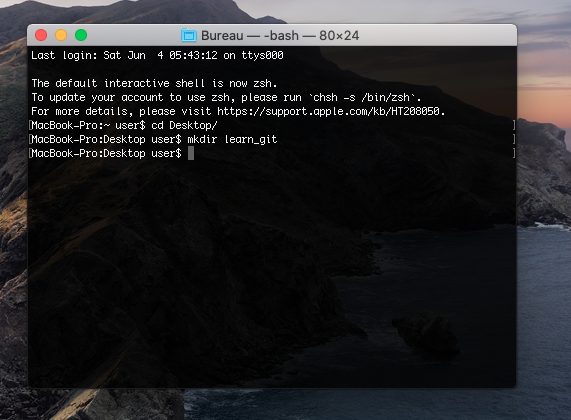 Bureau — -bash — 80×24
Last login: Sat Jun  4 05:43:12 on ttys000
The default interactive shell is now zsh.
To update your account to use zsh, please run `chsh -s /bin/zsh`.
For more details, please visit https://support.apple.com/kb/HT208050.
[MacBook-Pro:~ user$ cd Desktop/ ]
[MacBook-Pro:Desktop user$ mkdir learn_git ]
[MacBook-Pro:Desktop user$ ]